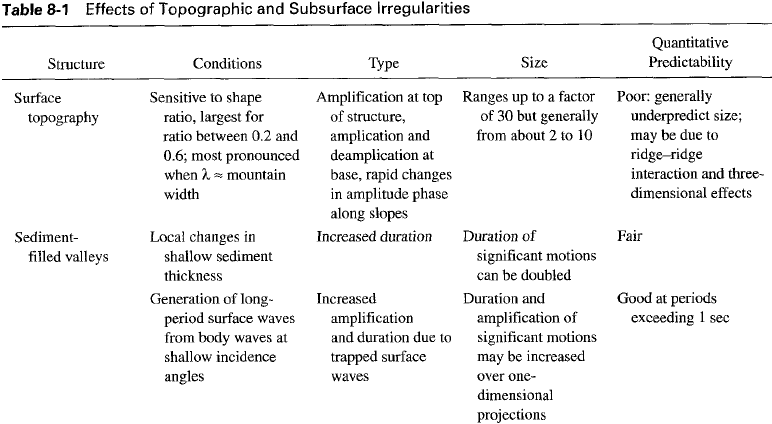 Table 8-1 Effects of Topographic and Subsurface Irregularities
Quantitative
Structure Conditions Type Size Predictability
Surface Sensitive to shape Amplification at top Ranges up to a factor Poor: generally
topography ratio, largest for of structure, of 30 but generally underpredict size;
ratio between 0.2 and amplication and from about 2 to 10 may be due to
0.6; most pronounced deamplication at ridge–ridge
when λ ≈ mountain base, rapid changes interaction and three-
width in amplitude phase dimensional effects
along slopes
Sediment- Local changes in Increased duration Duration of Fair
filled valleys shallow sediment significant motions
thickness can be doubled
Generation of long- Increased Duration and Good at periods
period surface waves amplification amplification of exceeding 1 sec
from body waves at and duration due to significant motions
shallow incidence trapped surface may be increased
angles waves over one-
dimensional
projections